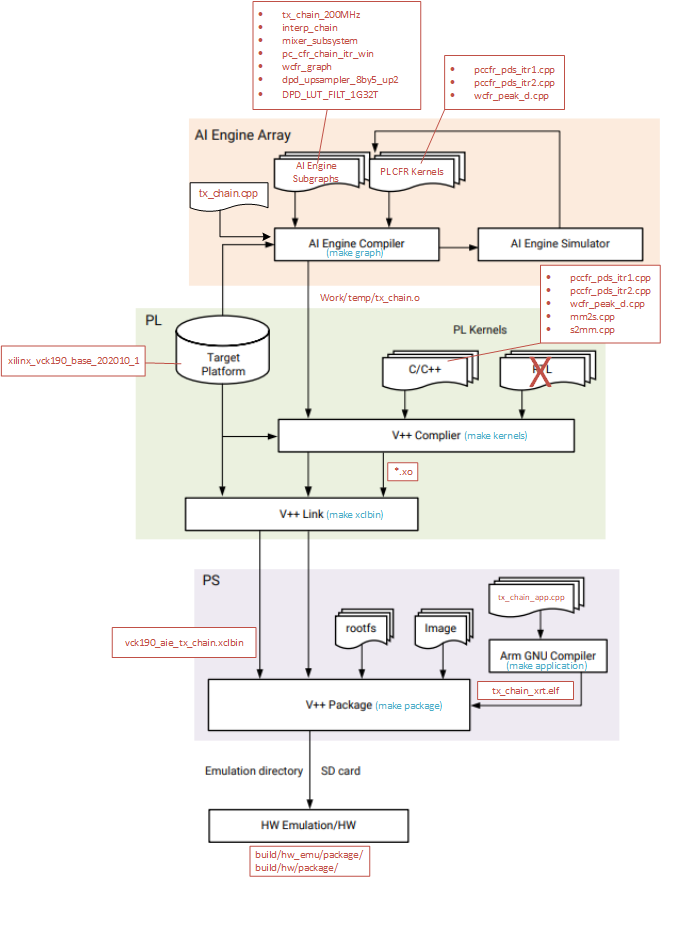 • tx_chain_200MHz
• interp_chain
• mixer_subsystem
• pc_cfr_chain_itr_win
• wcfr_graph
• dpd_upsampler_8by5_up2
• DPD_LUT_FILT_1G32T
• pccfr_pds_itr1.cpp
• pccfr_pds_itr2.cpp
• wcfr_peak_d.cpp
AI Engine Array
AI Engine
Subgraphs
PLCFR Kernels
tx_chain.cpp
AI Engine Compiler
(make graph)
AI Engine Simulator
Work/temp/tx_chain.o
• pccfr_pds_itr1.cpp
• pccfr_pds_itr2.cpp
• wcfr_peak_d.cpp
• mm2s.cpp
• s2mm.cpp
PL
PL Kernels
xilinx_vck190_base_202010_1
Target
Platform
C/C++
V++ Complier (make kernels)
*.xo
V++ Link (make xclbin)
PS
tx_chain_app.cpp
rootfs
Image
vck190_aie_tx_chain.xclbin
Arm GNU Compiler
(make application)
tx_chain_xrt.elf
V++ Package (make package)
Emulation directory
SD card
HW Emulation/HW
build/hw_emu/package/
build/hw/package/